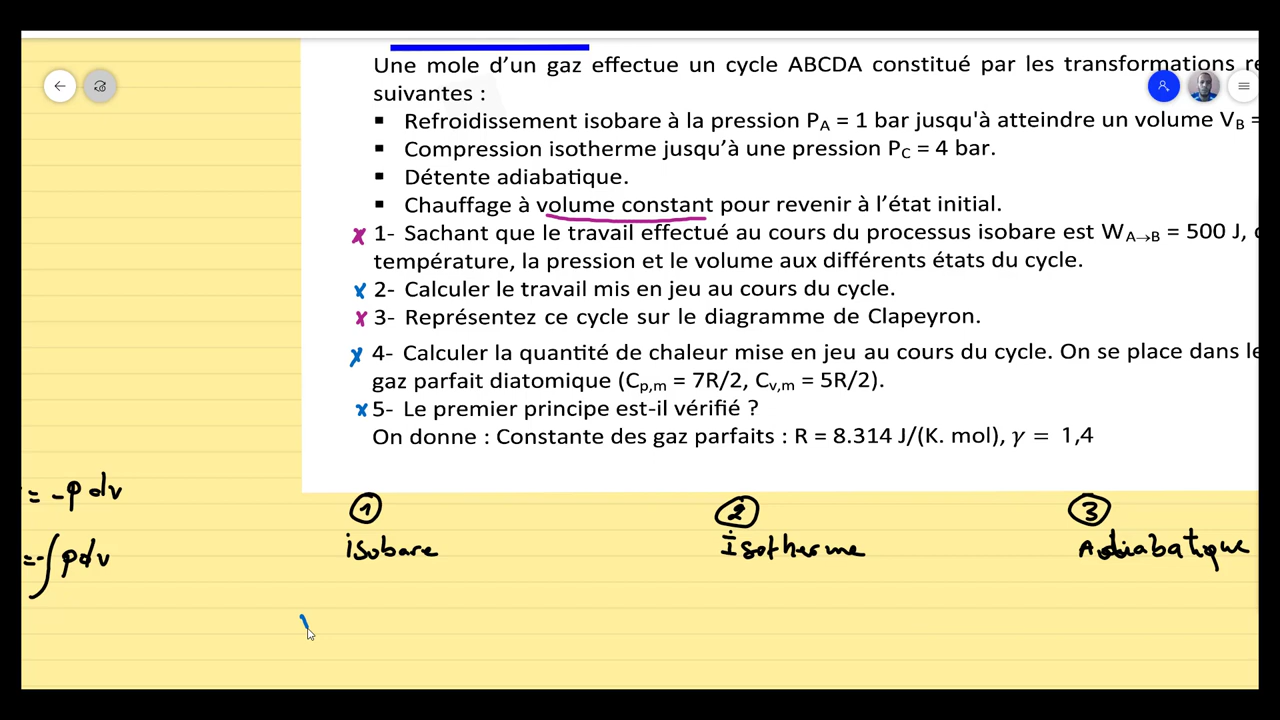 Une mole d'un gaz effectue un cycle ABCDA constitué par les transformations
suivantes :
▪ Refroidissement isobare à la pression PA = 1 bar jusqu'à atteindre un volume VB =
▪ Compression isotherme jusqu'à une pression PC = 4 bar.
▪ Détente adiabatique.
▪ Chauffage à volume constant pour revenir à l'état initial.
x 1- Sachant que le travail effectué au cours du processus isobare est WA→B = 500 J,
température, la pression et le volume aux différents états du cycle.
x 2- Calculer le travail mis en jeu au cours du cycle.
x 3- Représentez ce cycle sur le diagramme de Clapeyron.
x 4- Calculer la quantité de chaleur mise en jeu au cours du cycle. On se place dans le
gaz parfait diatomique (Cp,m = 7R/2, Cv,m = 5R/2).
x 5- Le premier principe est-il vérifié ?
On donne : Constante des gaz parfaits : R = 8.314 J/(K. mol), γ = 1,4
= -p dv
= -∫ p dv
① ② ③
isobare Isotherme Adiabatique